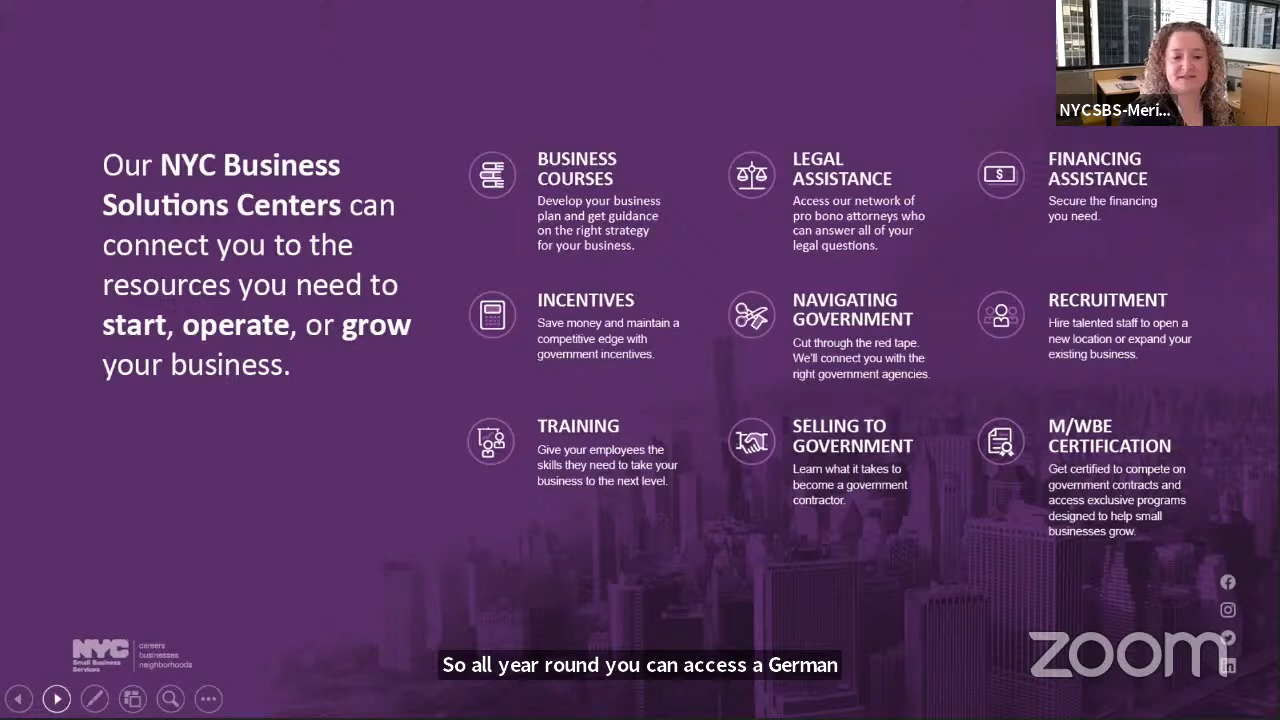 NYCSBS-Meri...
Our NYC Business
Solutions Centers can
connect you to the
resources you need to
start, operate, or grow
your business.
BUSINESS
COURSES
Develop your business
plan and get guidance
on the right strategy
for your business.
LEGAL
ASSISTANCE
Access our network of
pro bono attorneys who
can answer all of your
legal questions.
FINANCING
ASSISTANCE
Secure the financing
you need.
INCENTIVES
Save money and maintain a
competitive edge with
government incentives.
NAVIGATING
GOVERNMENT
Cut through the red tape.
We'll connect you with the
right government agencies.
RECRUITMENT
Hire talented staff to open a
new location or expand your
existing business.
TRAINING
Give your employees the
skills they need to take your
business to the next level.
SELLING TO
GOVERNMENT
Learn what it takes to
become a government
contractor.
M/WBE
CERTIFICATION
Get certified to compete on
government contracts and
access exclusive programs
designed to help small
businesses grow.
NYC
Small Business
Services
careers
businesses
neighborhoods
So all year round you can access a German
zoom